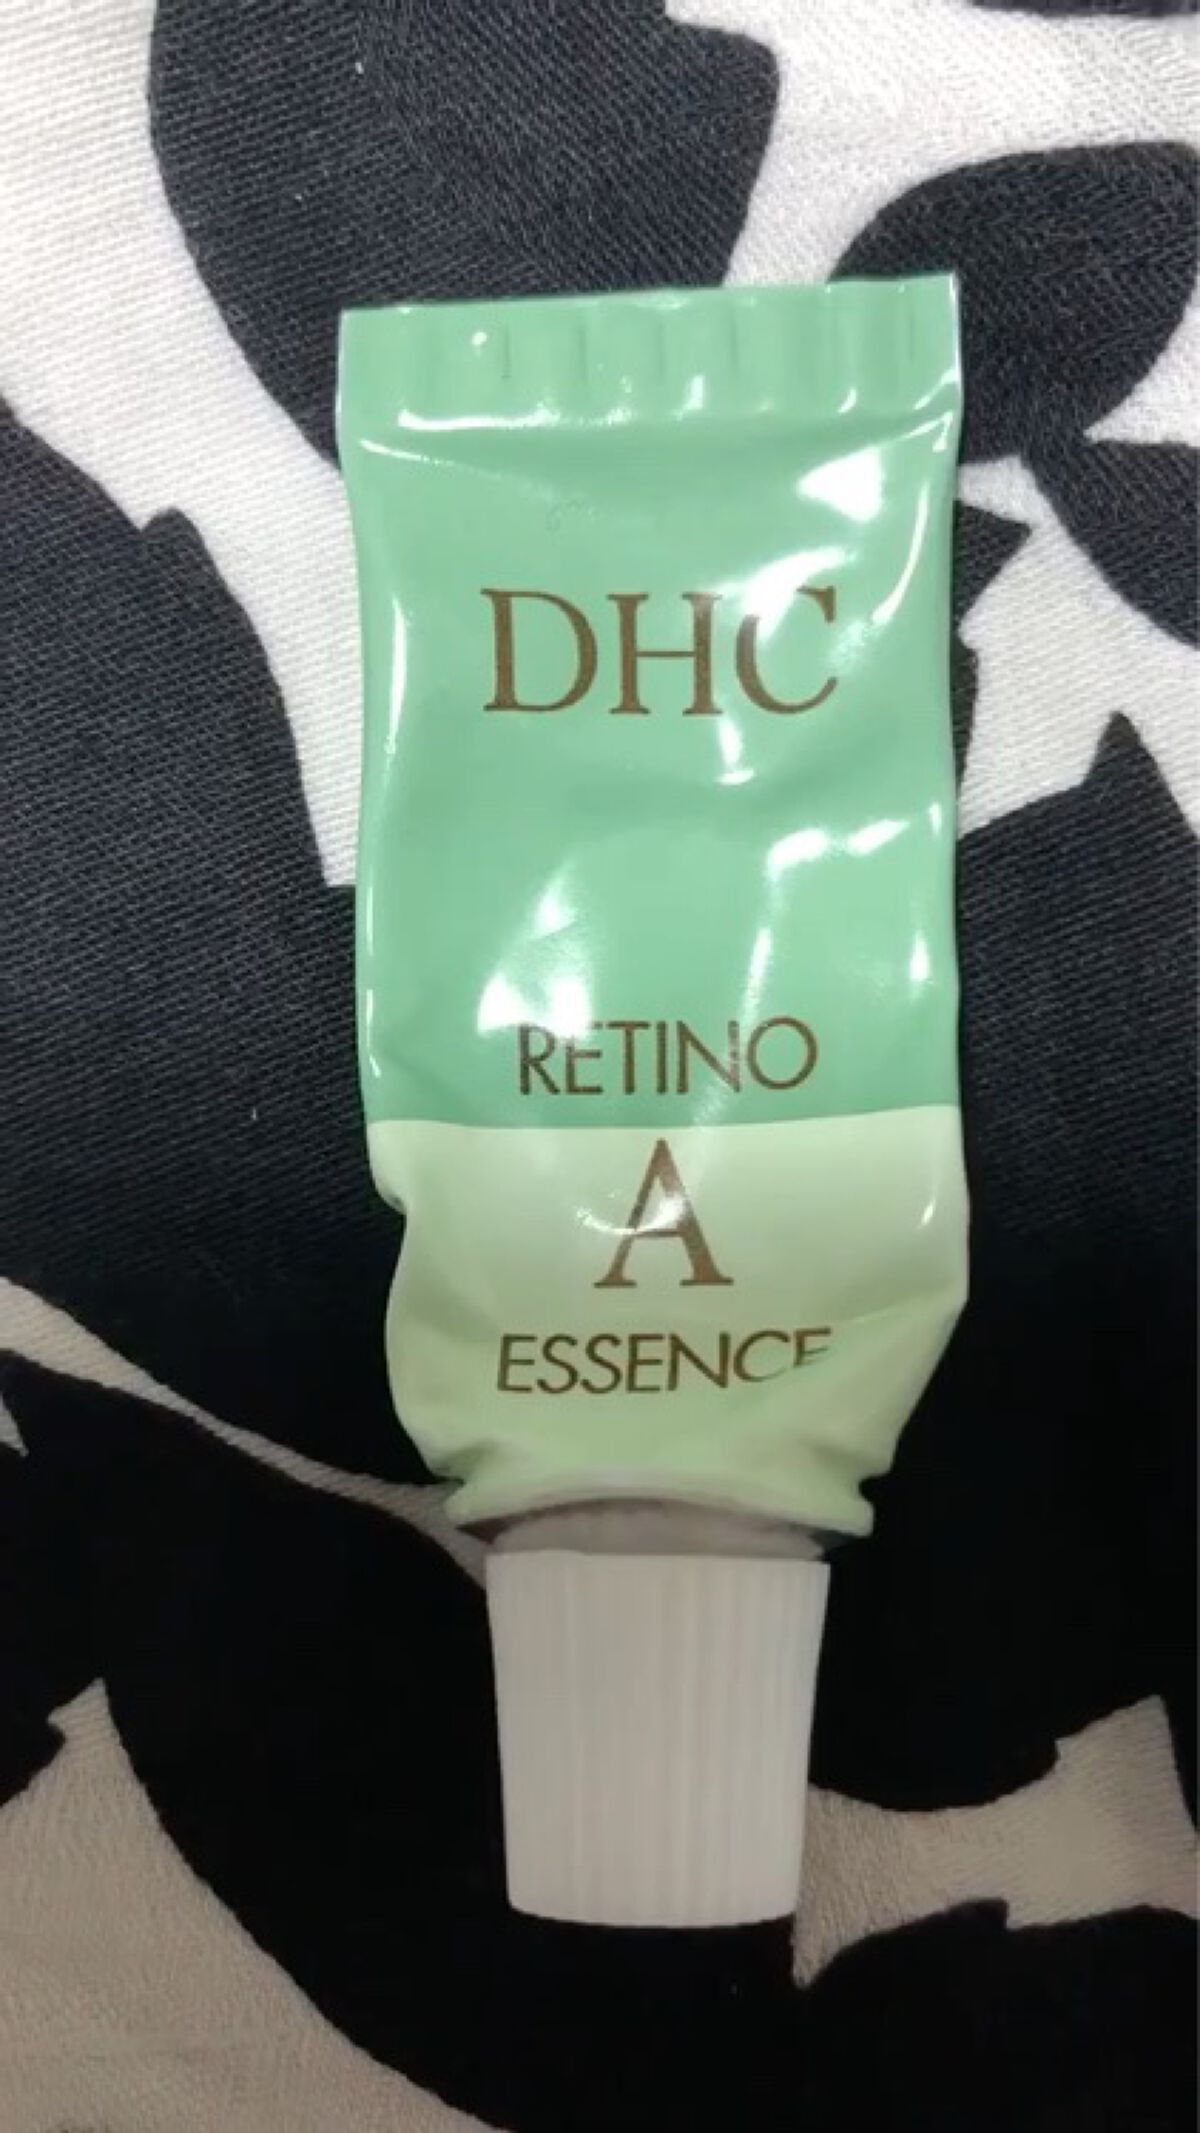 DHC
RETINO
A
ESSENCE